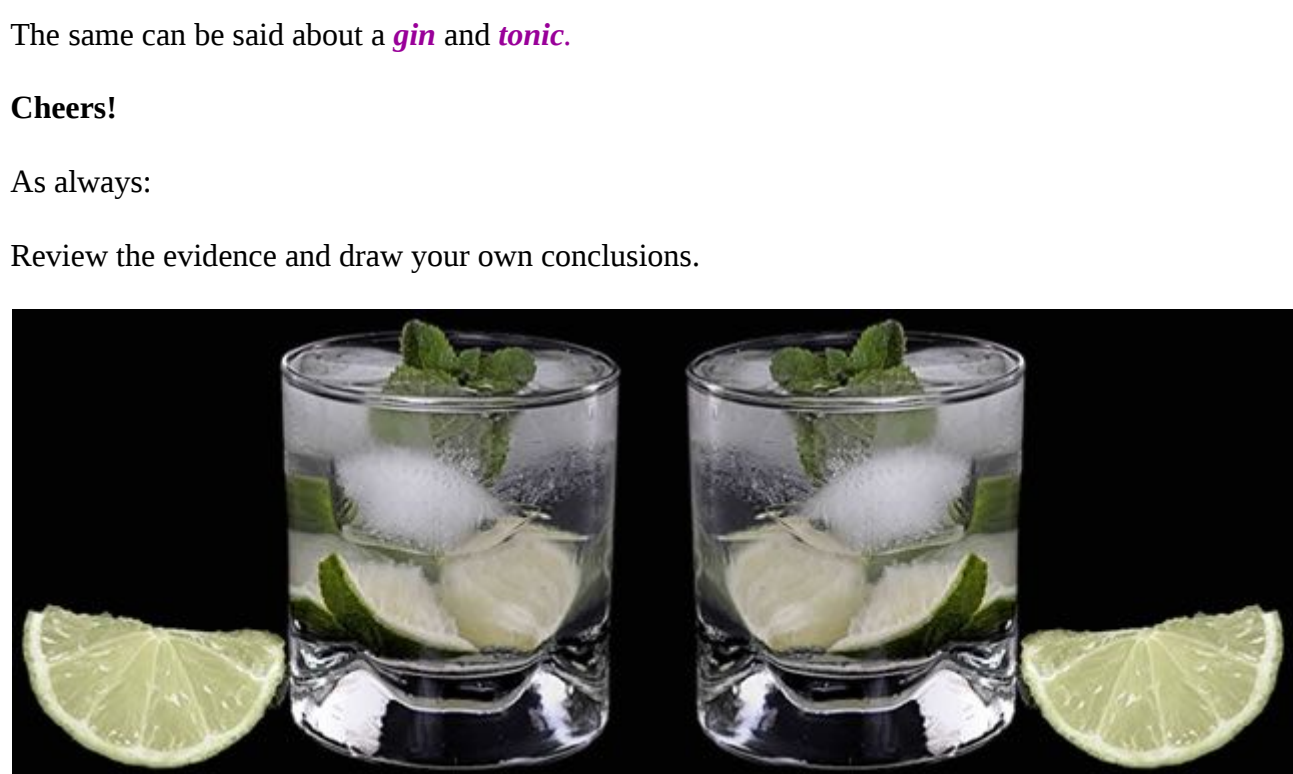 The same can be said about a gin and tonic.
Cheers!
As always:
Review the evidence and draw your own conclusions.